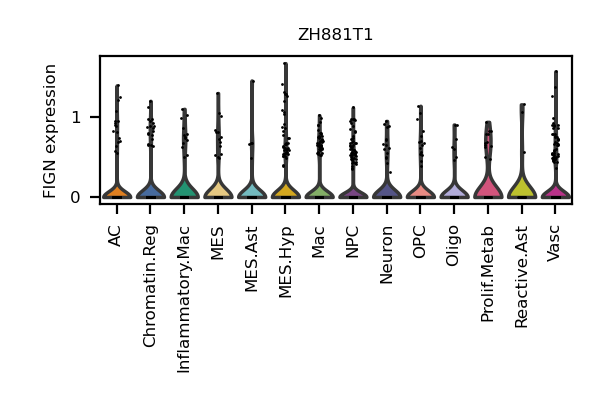 ZH881T1
FIGN expression
1
0
AC
Chromatin.Reg
Inflammatory.Mac
MES
MES.Ast
MES.Hyp
Mac
NPC
Neuron
OPC
Oligo
Prolif.Metab
Reactive.Ast
Vasc